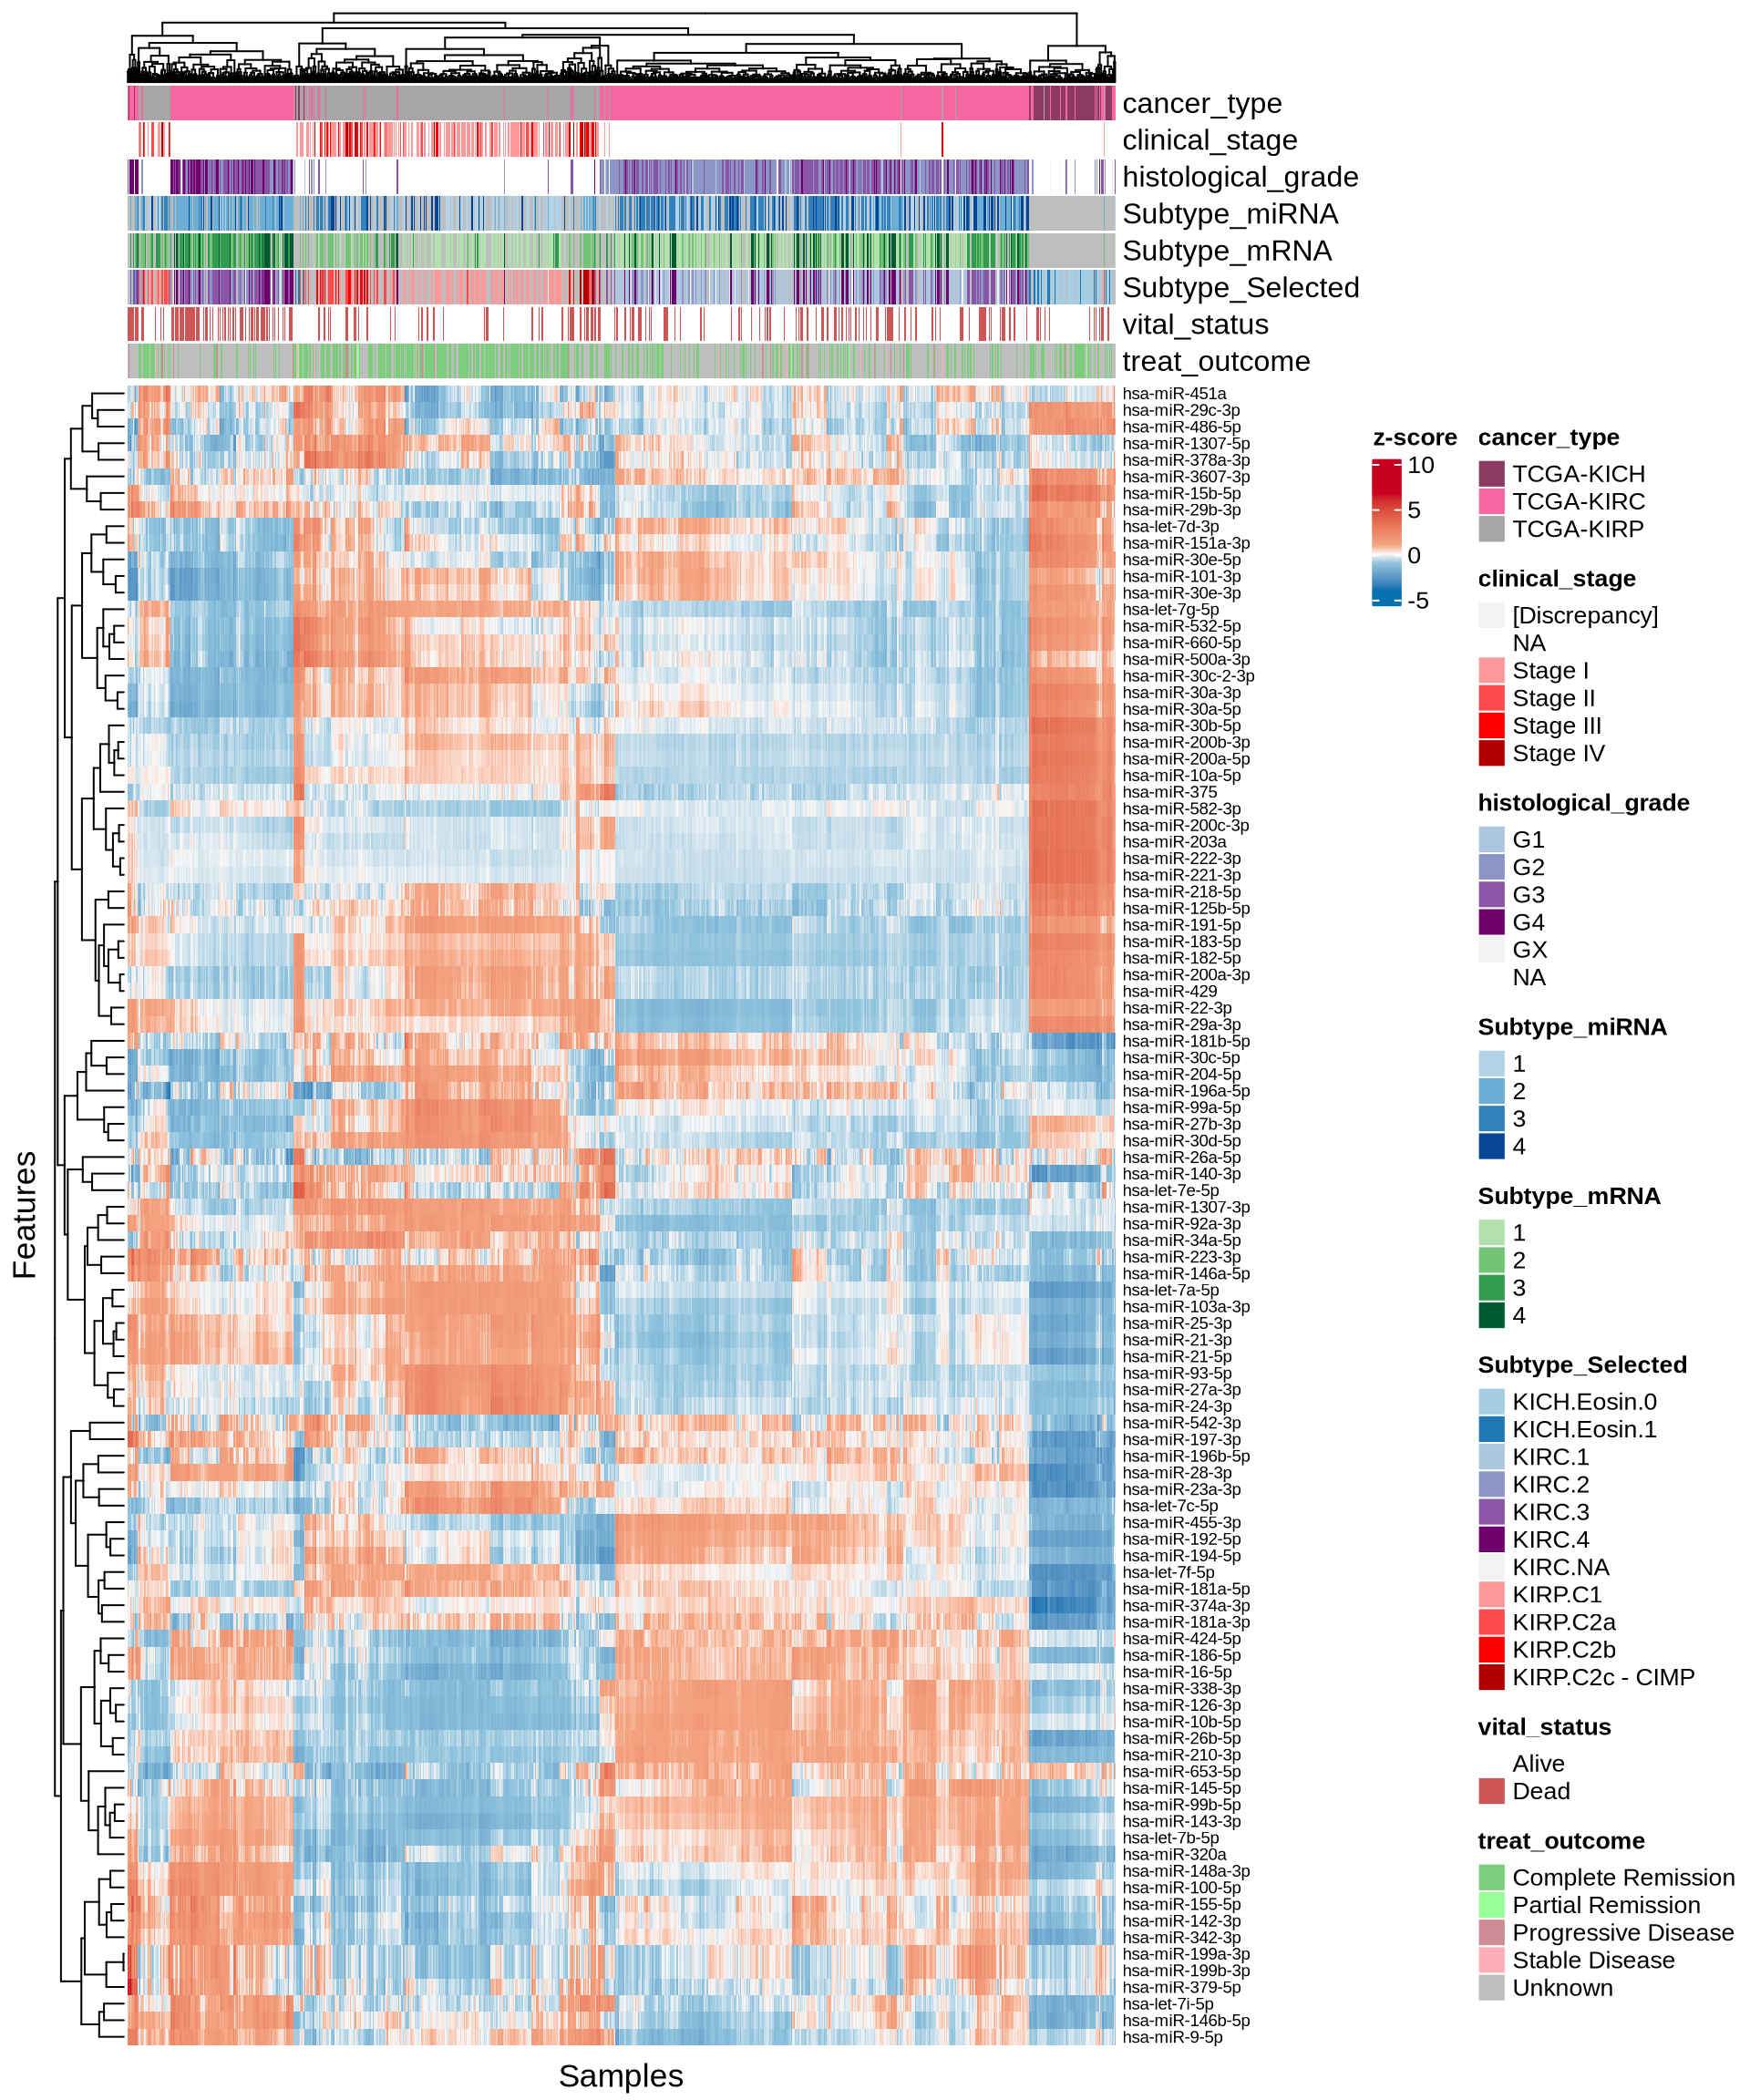 cancer_type
clinical_stage
histological_grade
Subtype_miRNA
Subtype_mRNA
Subtype_Selected
vital_status
treat_outcome
hsa-miR-451a
hsa-miR-29c-3p
hsa-miR-486-5p
hsa-miR-1307-5p
hsa-miR-378a-3p
hsa-miR-3607-3p
hsa-miR-15b-5p
hsa-miR-29b-3p
hsa-let-7d-3p
hsa-miR-151a-3p
hsa-miR-30e-5p
hsa-miR-101-3p
hsa-miR-30e-3p
hsa-let-7g-5p
hsa-miR-532-5p
hsa-miR-660-5p
hsa-miR-500a-3p
hsa-miR-30c-2-3p
hsa-miR-30a-3p
hsa-miR-30a-5p
hsa-miR-30b-5p
hsa-miR-200b-3p
hsa-miR-200a-5p
hsa-miR-10a-5p
hsa-miR-375
hsa-miR-582-3p
hsa-miR-200c-3p
hsa-miR-203a
hsa-miR-222-3p
hsa-miR-221-3p
hsa-miR-218-5p
hsa-miR-125b-5p
hsa-miR-191-5p
hsa-miR-183-5p
hsa-miR-182-5p
hsa-miR-200a-3p
hsa-miR-429
hsa-miR-22-3p
hsa-miR-29a-3p
hsa-miR-181b-5p
hsa-miR-30c-5p
hsa-miR-204-5p
hsa-miR-196a-5p
hsa-miR-99a-5p
hsa-miR-27b-3p
hsa-miR-30d-5p
hsa-miR-26a-5p
hsa-miR-140-3p
hsa-let-7e-5p
hsa-miR-1307-3p
hsa-miR-92a-3p
hsa-miR-34a-5p
hsa-miR-223-3p
hsa-miR-146a-5p
hsa-let-7a-5p
hsa-miR-103a-3p
hsa-miR-25-3p
hsa-miR-21-3p
hsa-miR-21-5p
hsa-miR-93-5p
hsa-miR-27a-3p
hsa-miR-24-3p
hsa-miR-542-3p
hsa-miR-197-3p
hsa-miR-196b-5p
hsa-miR-28-3p
hsa-miR-23a-3p
hsa-let-7c-5p
hsa-miR-455-3p
hsa-miR-192-5p
hsa-miR-194-5p
hsa-let-7f-5p
hsa-miR-181a-5p
hsa-miR-374a-3p
hsa-miR-181a-3p
hsa-miR-424-5p
hsa-miR-186-5p
hsa-miR-16-5p
hsa-miR-338-3p
hsa-miR-126-3p
hsa-miR-10b-5p
hsa-miR-26b-5p
hsa-miR-210-3p
hsa-miR-653-5p
hsa-miR-145-5p
hsa-miR-99b-5p
hsa-miR-143-3p
hsa-let-7b-5p
hsa-miR-320a
hsa-miR-148a-3p
hsa-miR-100-5p
hsa-miR-155-5p
hsa-miR-142-3p
hsa-miR-342-3p
hsa-miR-199a-3p
hsa-miR-199b-3p
hsa-miR-379-5p
hsa-let-7i-5p
hsa-miR-146b-5p
hsa-miR-9-5p
Features
Samples
z-score
10
5
0
-5
cancer_type
TCGA-KICH
TCGA-KIRC
TCGA-KIRP
clinical_stage
[Discrepancy]
NA
Stage I
Stage II
Stage III
Stage IV
histological_grade
G1
G2
G3
G4
GX
NA
Subtype_miRNA
1
2
3
4
Subtype_mRNA
1
2
3
4
Subtype_Selected
KICH.Eosin.0
KICH.Eosin.1
KIRC.1
KIRC.2
KIRC.3
KIRC.4
KIRC.NA
KIRP.C1
KIRP.C2a
KIRP.C2b
KIRP.C2c - CIMP
vital_status
Alive
Dead
treat_outcome
Complete Remission
Partial Remission
Progressive Disease
Stable Disease
Unknown